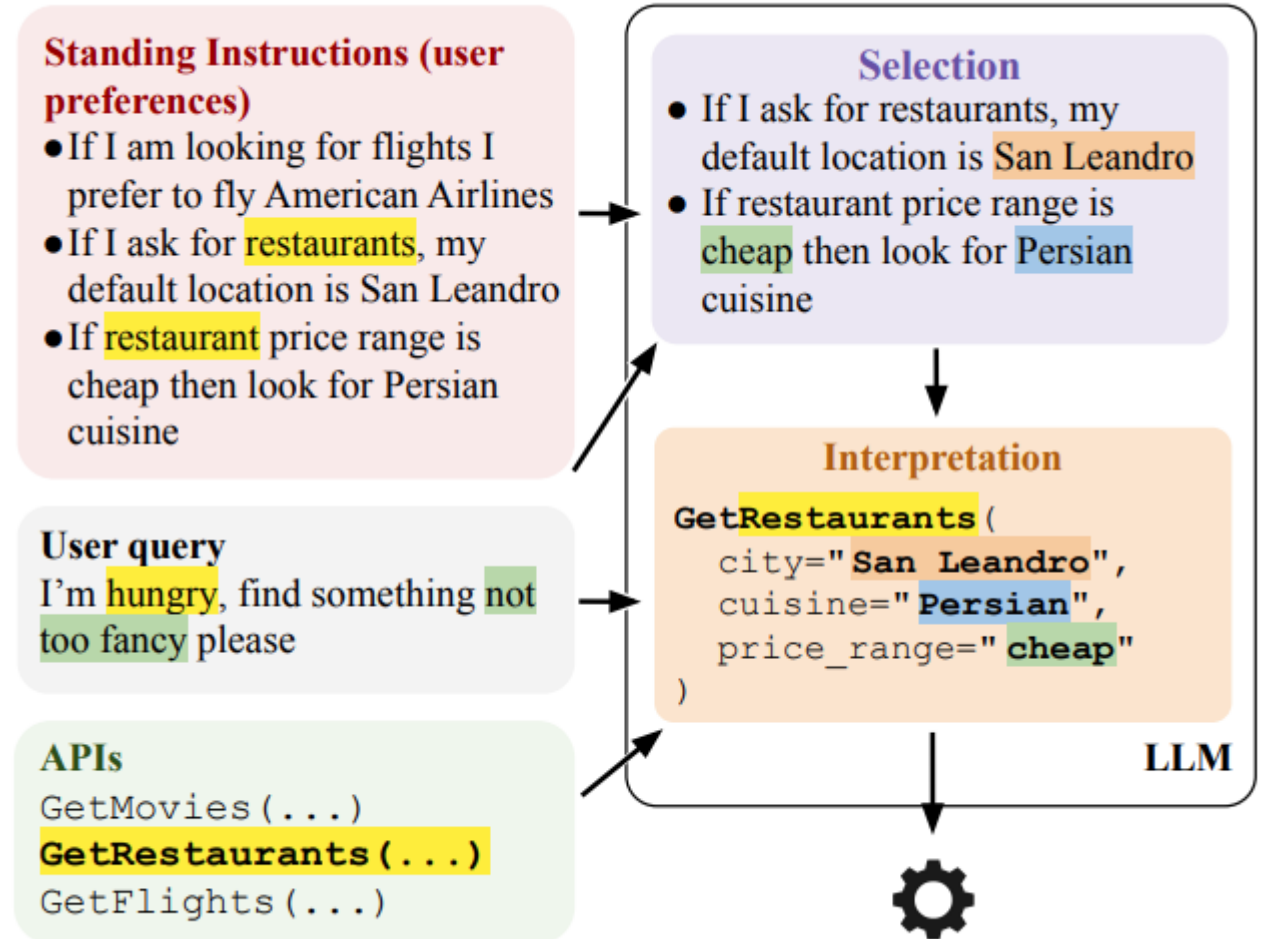 Standing Instructions (user
preferences)
●If I am looking for flights I
prefer to fly American Airlines
●If I ask for restaurants, my
default location is San Leandro
●If restaurant price range is
cheap then look for Persian
cuisine
User query
I'm hungry, find something not
too fancy please
APIs
GetMovies(...)
GetRestaurants(...)
GetFlights(...)
Selection
● If I ask for restaurants, my
default location is San Leandro
● If restaurant price range is
cheap then look for Persian
cuisine
Interpretation
GetRestaurants(
city="San Leandro",
cuisine="Persian",
price_range="cheap"
)
LLM